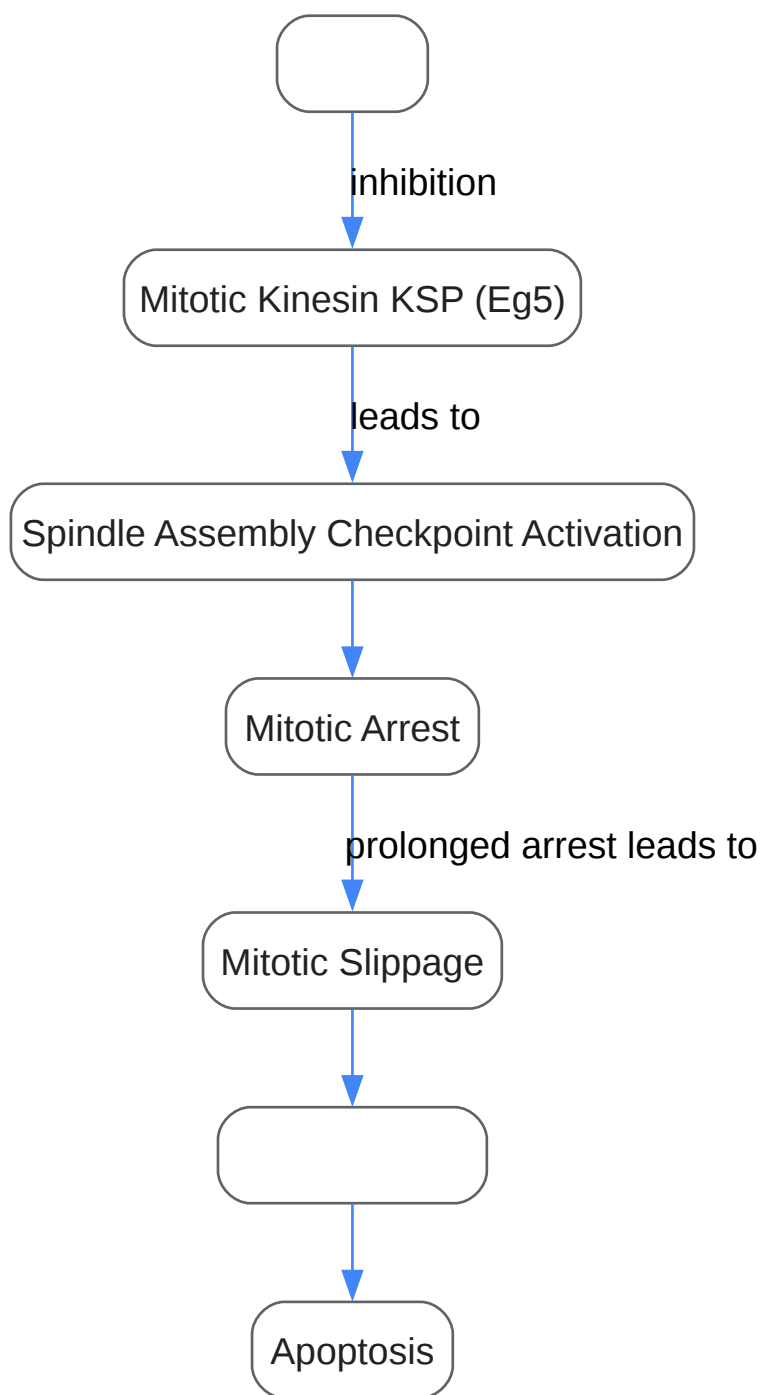 inhibition
Mitotic Kinesin KSP (Eg5)
leads to
Spindle Assembly Checkpoint Activation
Mitotic Arrest
prolonged arrest leads to
Mitotic Slippage
Apoptosis